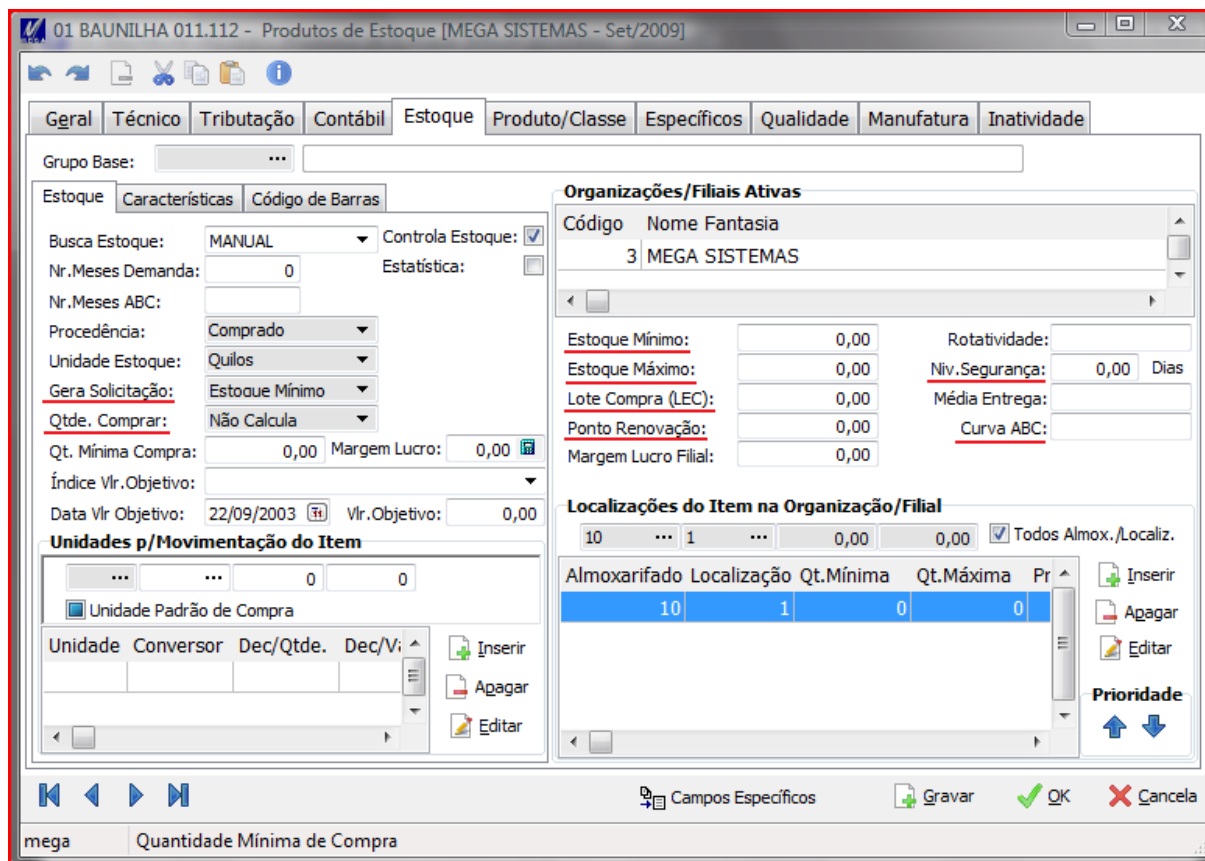 01 BAUNILHA 011.112 - Produtos de Estoque [MEGA SISTEMAS - Set/2009]
Geral Técnico Tributação Contábil Estoque Produto/Classe Específicos Qualidade Manufatura Inatividade
Grupo Base: ...
Estoque Características Código de Barras
Busca Estoque: MANUAL Controla Estoque:
Nr.Meses Demanda: 0 Estatística:
Nr.Meses ABC:
Procedência: Comprado
Unidade Estoque: Quilos
Gera Solicitação: Estoque Mínimo
Qtde. Comprar: Não Calcula
Qt. Mínima Compra: 0,00 Margem Lucro: 0,00
Índice Vlr.Objetivo:
Data Vlr Objetivo: 22/09/2003 Vlr.Objetivo: 0,00
Unidades p/Movimentação do Item
... ... 0 0
Unidade Padrão de Compra
Unidade Conversor Dec/Qtde. Dec/Va
Inserir
Apagar
Editar
Organizações/Filiais Ativas
Código Nome Fantasia
3 MEGA SISTEMAS
Estoque Mínimo: 0,00 Rotatividade:
Estoque Máximo: 0,00 Niv.Segurança: 0,00 Dias
Lote Compra (LEC): 0,00 Média Entrega:
Ponto Renovação: 0,00 Curva ABC:
Margem Lucro Filial: 0,00
Localizações do Item na Organização/Filial
10 ... 1 ... 0,00 0,00 Todos Almox./Localiz.
Almoxarifado Localização Qt.Mínima Qt.Máxima Pr
10 1 0 0
Inserir
Apagar
Editar
Prioridade
Campos Específicos Gravar OK Cancela
mega Quantidade Mínima de Compra